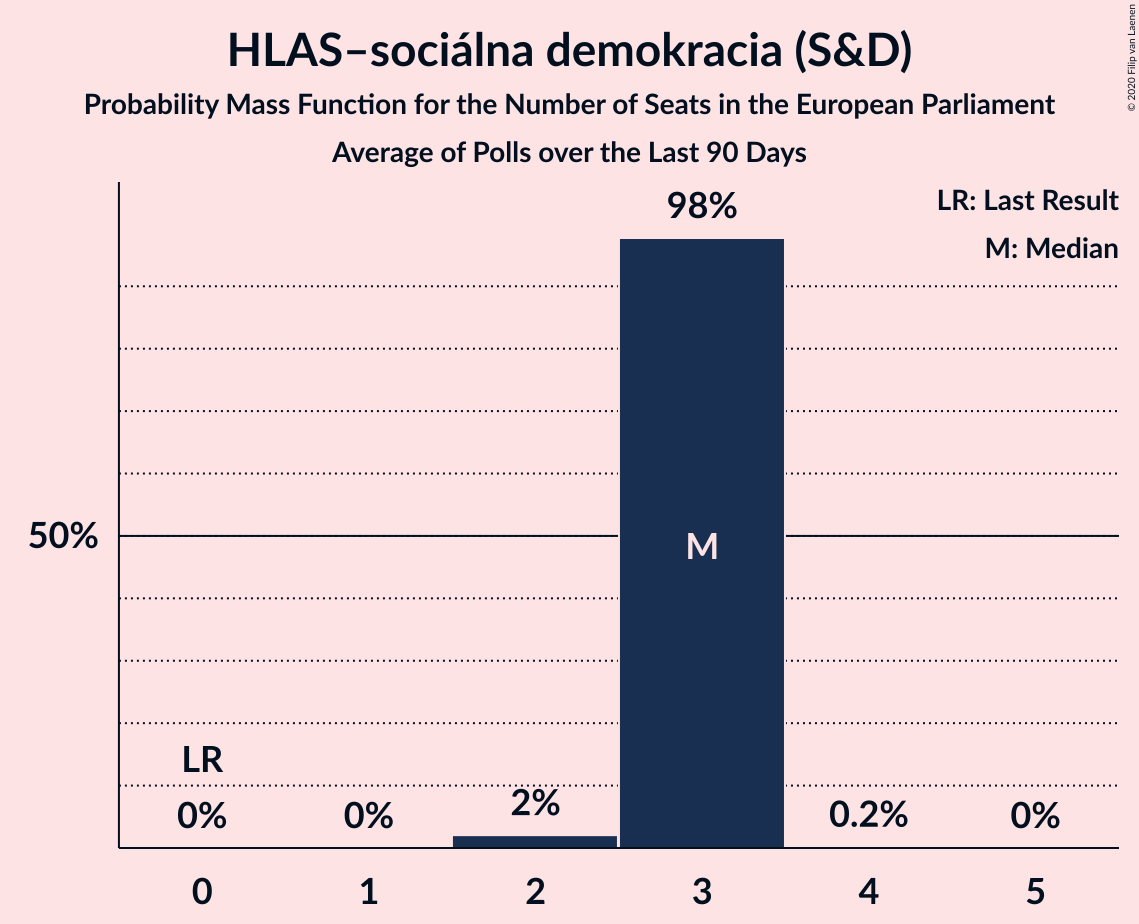 HLAS–sociálna demokracia (S&D)
Probability Mass Function for the Number of Seats in the European Parliament
Average of Polls over the Last 90 Days
© 2020 Filip van Laenen
LR: Last Result
M: Median
98%
50%
M
LR
0%
0%
2%
0.2%
0%
0
1
2
3
4
5